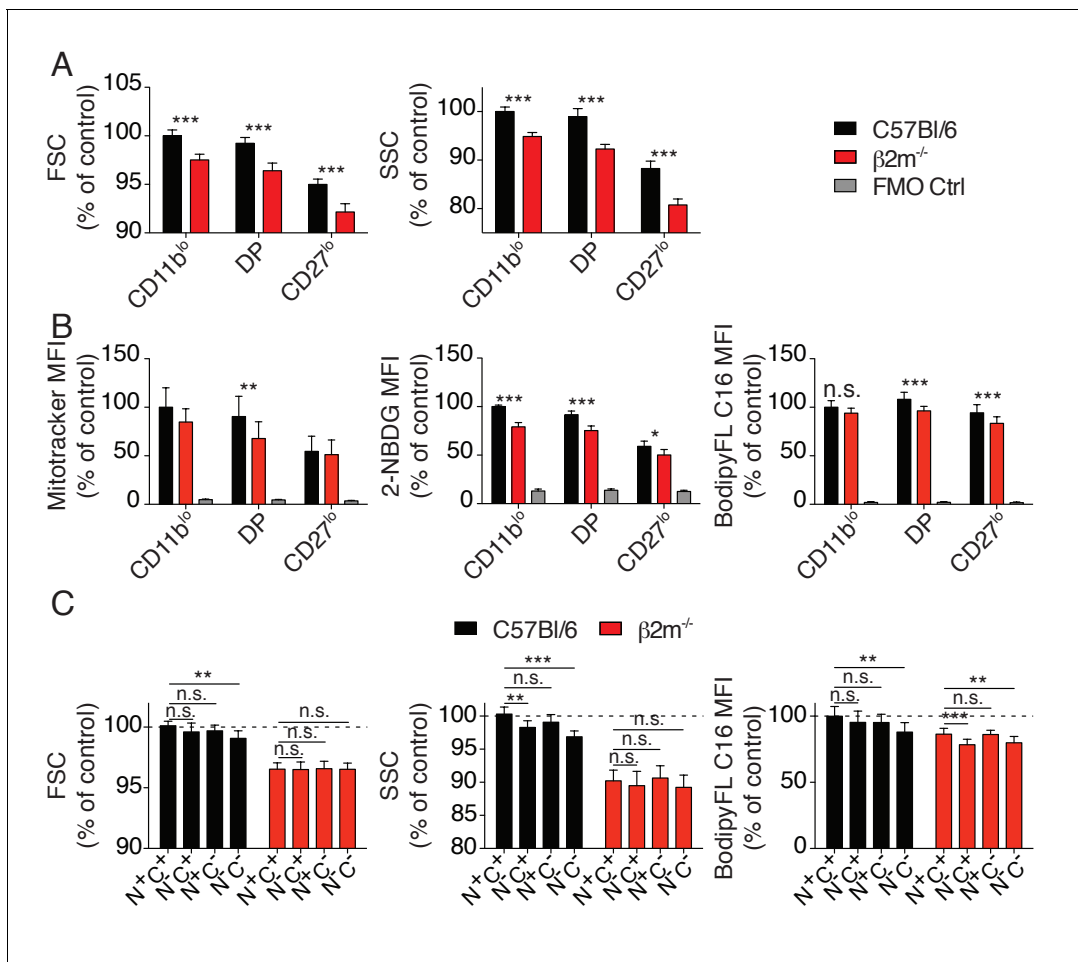 A
FSC
(% of control)
105
100
95
90
*** *** ***
CD11b^lo DP CD27^lo
SSC
(% of control)
100
90
80
*** *** ***
CD11b^lo DP CD27^lo
C57Bl/6
β2m^-/-
FMO Ctrl
B
Mitotracker MFI
(% of control)
150
100
50
0
**
CD11b^lo DP CD27^lo
2-NBDG MFI
(% of control)
150
100
50
0
*** *** *
CD11b^lo DP CD27^lo
BodipyFL C16 MFI
(% of control)
150
100
50
0
n.s. *** ***
CD11b^lo DP CD27^lo
C
C57Bl/6 β2m^-/-
FSC
(% of control)
100
95
90
**
n.s.
n.s.
n.s.
n.s.
n.s.
N+C+ N-C+ N+C- N-C- N+C+ N-C+ N+C- N-C-
SSC
(% of control)
100
95
90
85
80
***
n.s.
**
n.s.
n.s.
n.s.
N+C+ N-C+ N+C- N-C- N+C+ N-C+ N+C- N-C-
BodipyFL C16 MFI
(% of control)
100
50
0
**
n.s.
n.s.
**
n.s.
***
N+C+ N-C+ N+C- N-C- N+C+ N-C+ N+C- N-C-